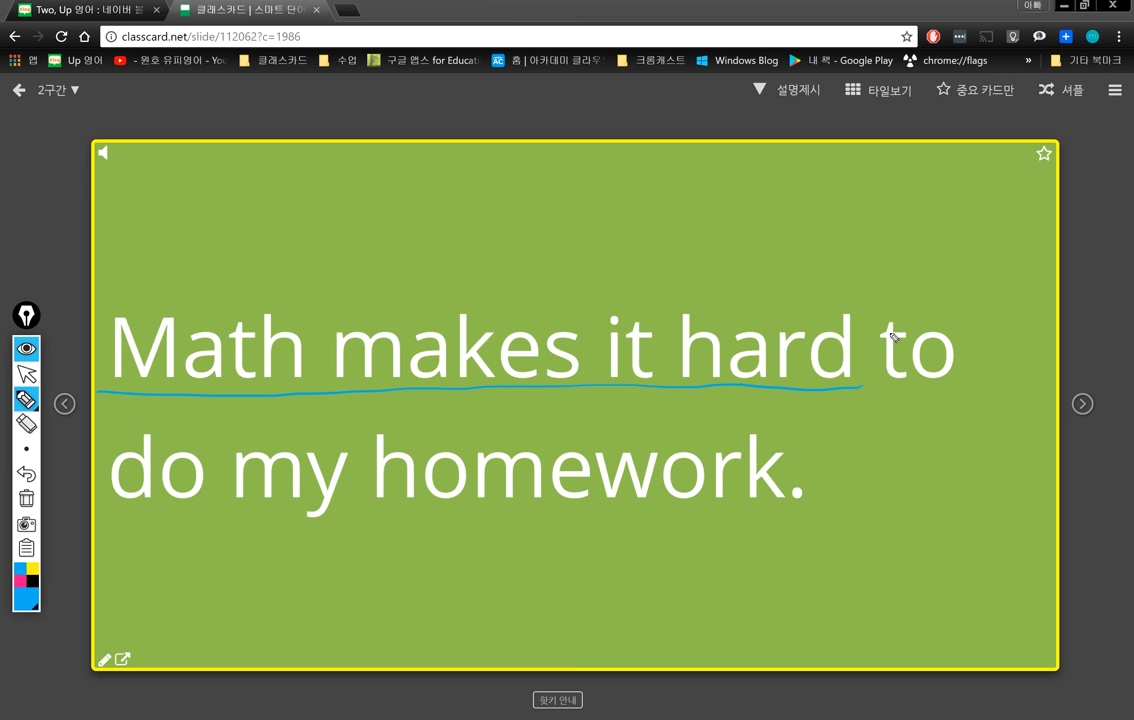 Two, Up 영어 : 네이버 블
클래스카드 | 스마트 단어
아빠
classcard.net/slide/112062?c=1986
앱
Up 영어
- 원호 유피영어 - You
클래스카드
수업
구글 앱스 for Educati
홈 | 아카데미 클라우
크롬캐스트
Windows Blog
내 책 - Google Play
chrome://flags
»
기타 북마크
2구간 ▼
▼ 설명제시
타일보기
중요 카드만
셔플
Math makes it hard to
do my homework.
핫키 안내